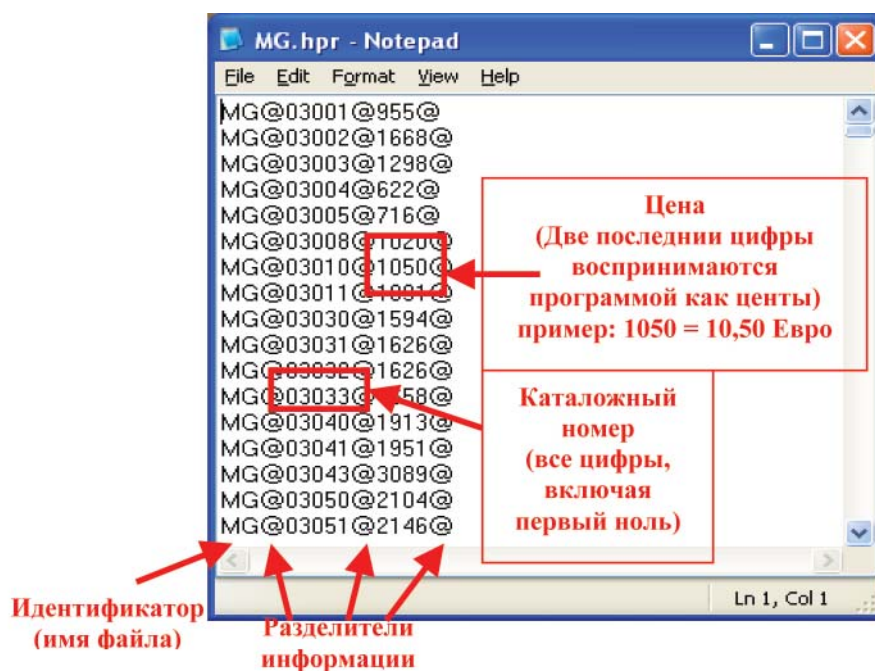 MG.hpr - Notepad
File Edit Format View Help
MG@03001@955@
MG@03002@1668@
MG@03003@1298@
MG@03004@622@
MG@03005@716@
MG@03008@1020@
MG@03010@1050@
MG@03011@1081@
MG@03030@1594@
MG@03031@1626@
MG@03032@1626@
MG@03033@1658@
MG@03040@1913@
MG@03041@1951@
MG@03043@3089@
MG@03050@2104@
MG@03051@2146@
Цена
(Две последнии цифры
воспринимаются
программой как центы)
пример: 1050 = 10,50 Евро
Каталожный
номер
(все цифры,
включая
первый ноль)
Ln 1, Col 1
Идентификатор
(имя файла)
Разделители
информации